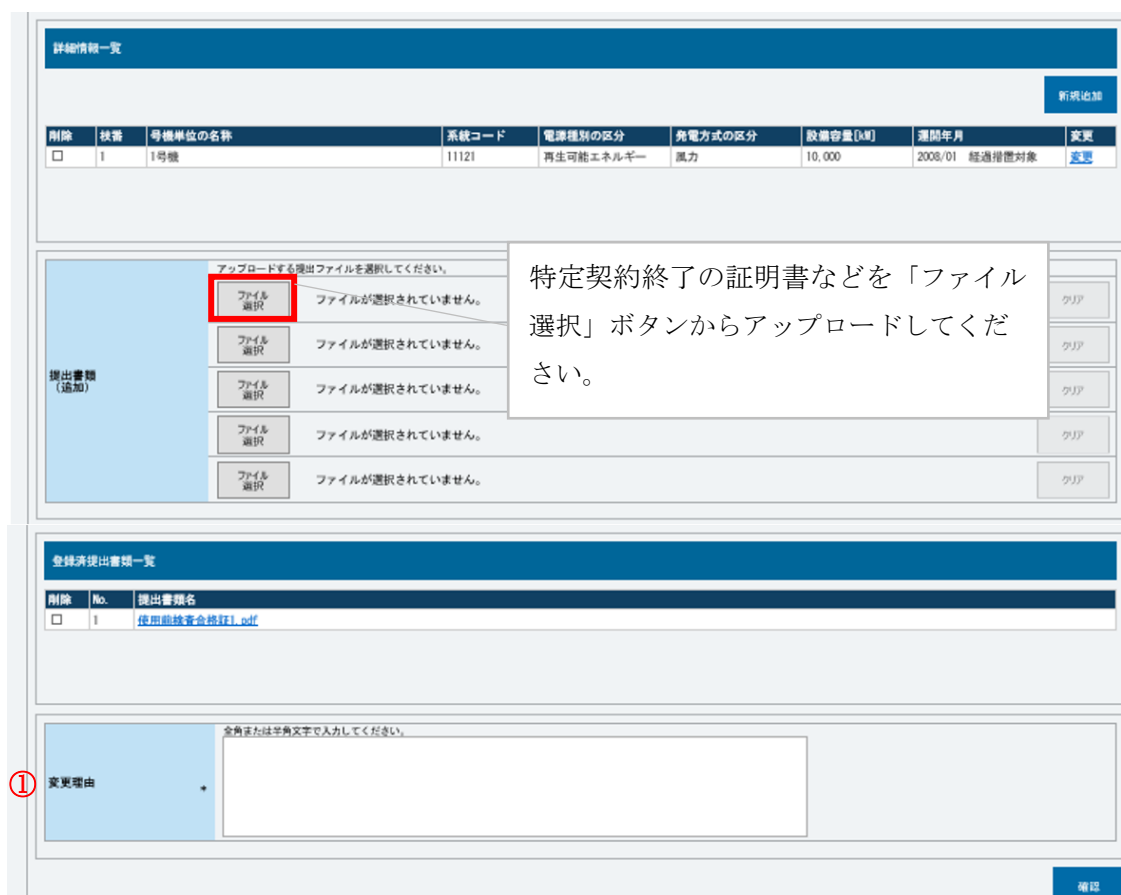 詳細情報一覧
新規追加
削除 枝番 号機単位の名称 系統コード 電源種別の区分 発電方式の区分 設備容量[kW] 運開年月 変更
1 1号機 11121 再生可能エネルギー 風力 10,000 2008/01 経過措置対象 変更
アップロードする提出ファイルを選択してください。
ファイル
選択
ファイルが選択されていません。
クリア
特定契約終了の証明書などを「ファイル
選択」ボタンからアップロードしてくだ
さい。
ファイル
選択
ファイルが選択されていません。
クリア
提出書類
(追加)
ファイル
選択
ファイルが選択されていません。
クリア
ファイル
選択
ファイルが選択されていません。
クリア
ファイル
選択
ファイルが選択されていません。
クリア
登録済提出書類一覧
削除 No. 提出書類名
1 使用前検査合格証1.pdf
全角または半角文字で入力してください。
① 変更理由 *
確認